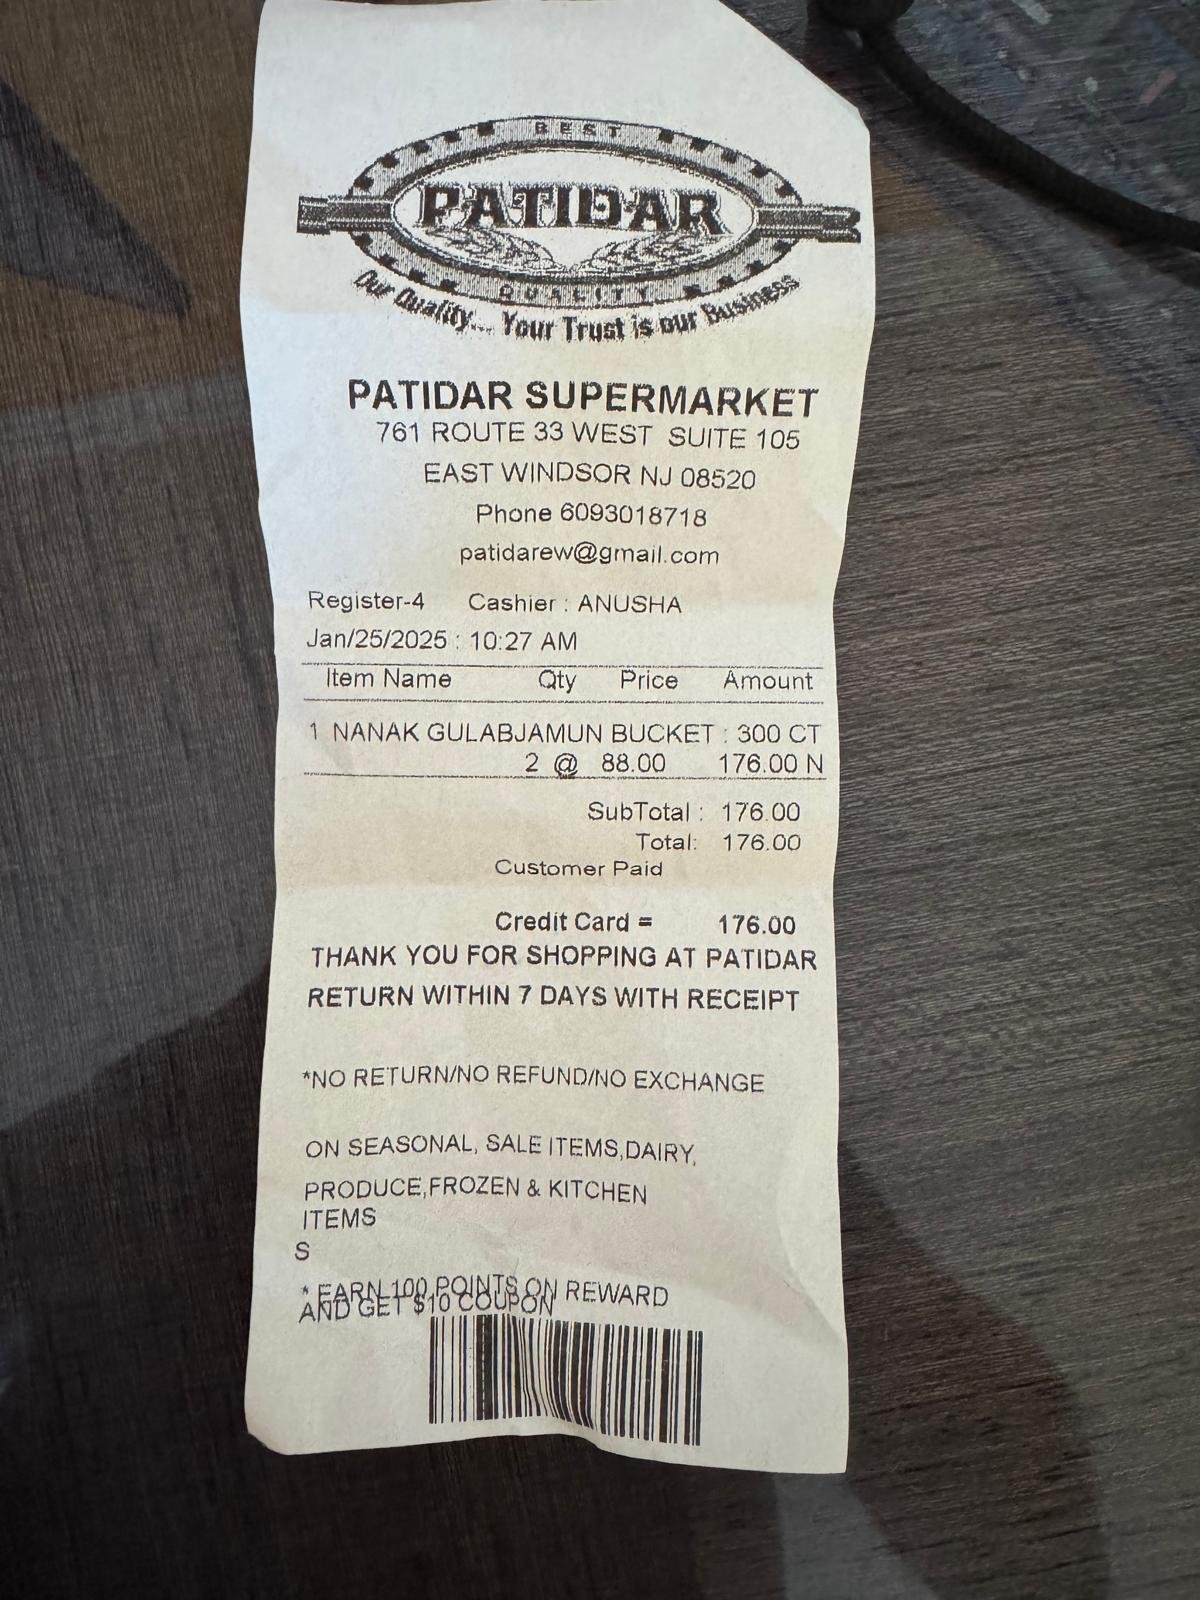 BEST
PATIDAR
QUALITY
Our Quality... Your Trust is our Business
PATIDAR SUPERMARKET
761 ROUTE 33 WEST SUITE 105
EAST WINDSOR NJ 08520
Phone 6093018718
patidarew@gmail.com
Register-4 Cashier : ANUSHA
Jan/25/2025 : 10:27 AM
Item Name Qty Price Amount
1 NANAK GULABJAMUN BUCKET : 300 CT
2 @ 88.00 176.00 N
SubTotal : 176.00
Total: 176.00
Customer Paid
Credit Card = 176.00
THANK YOU FOR SHOPPING AT PATIDAR
RETURN WITHIN 7 DAYS WITH RECEIPT
*NO RETURN/NO REFUND/NO EXCHANGE
ON SEASONAL, SALE ITEMS,DAIRY,
PRODUCE,FROZEN & KITCHEN
ITEMS
S
* EARN 100 POINTS ON REWARD
AND GET $10 COUPON